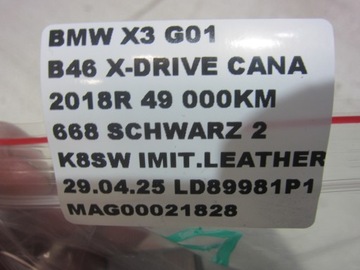 BMW X3 G01
B46 X-DRIVE CANA
2018R 49 000KM
668 SCHWARZ 2
K8SW IMIT.LEATHER
29.04.25 LD89981P1
MAG00021828